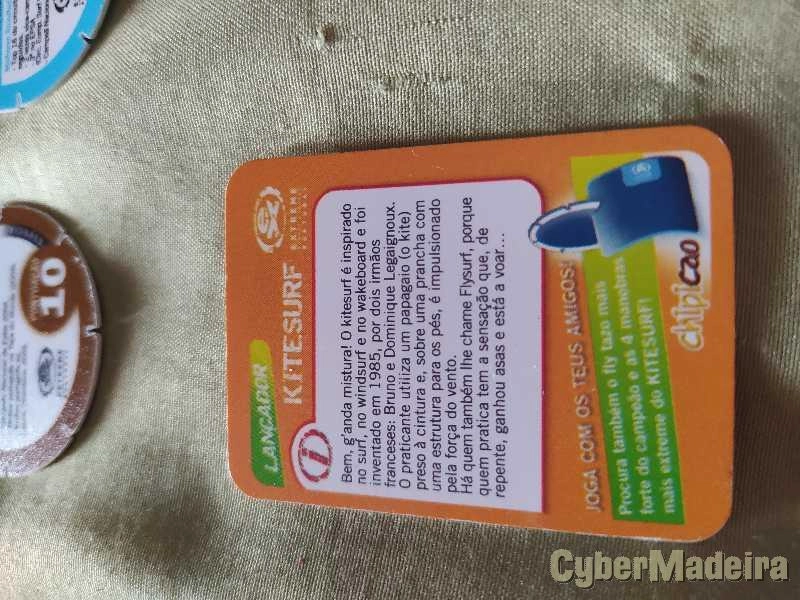 LANÇADOR
KITESURF
EXTREME
PORTUGAL
i
Bem, g'anda mistura! O kitesurf é inspirado
no surf, no windsurf e no wakeboard e foi
inventado em 1985, por dois irmãos
franceses: Bruno e Dominique Legaignoux.
O praticante utiliza um papagaio (o kite)
preso à cintura e, sobre uma prancha com
uma estrutura para os pés, é impulsionado
pela força do vento.
Há quem também lhe chame Flysurf, porque
quem pratica tem a sensação que, de
repente, ganhou asas e está a voar...
JOGA COM OS TEUS AMIGOS!
Procura também o fly tazo mais
forte do campeão e as 4 manobras
mais extreme do KITESURF!
chipicao
10
CyberMadeira